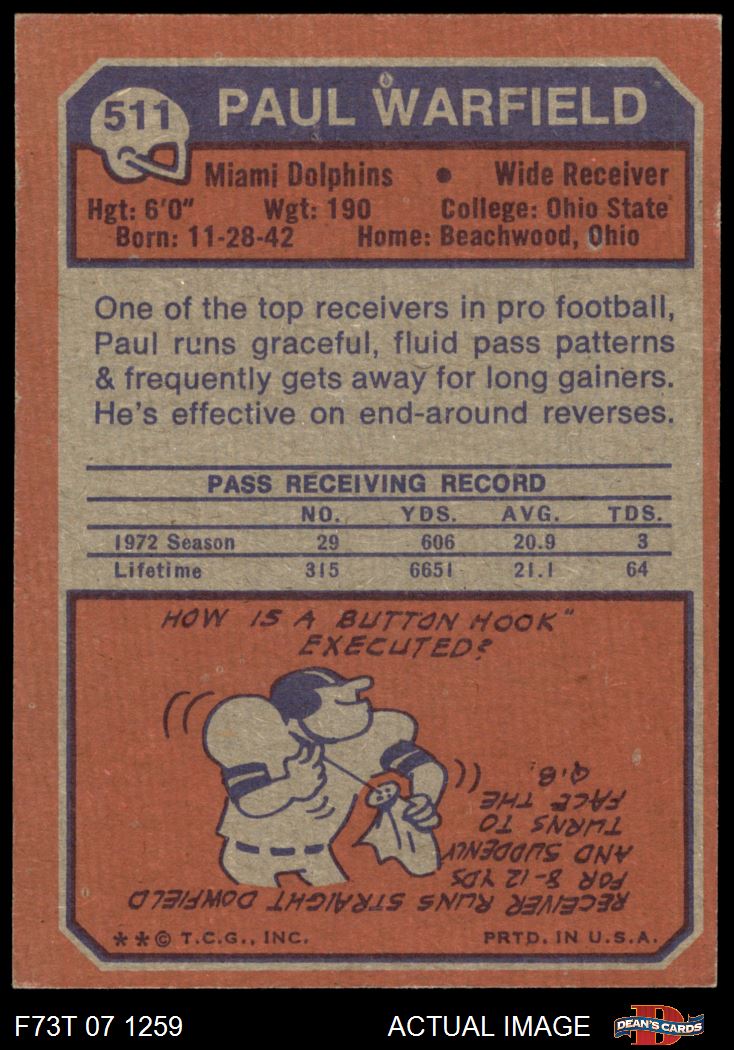 511
PAUL WARFIELD
Miami Dolphins • Wide Receiver
Hgt: 6'0" Wgt: 190 College: Ohio State
Born: 11-28-42 Home: Beachwood, Ohio
One of the top receivers in pro football,
Paul runs graceful, fluid pass patterns
& frequently gets away for long gainers.
He's effective on end-around reverses.
PASS RECEIVING RECORD
NO. YDS. AVG. TDS.
1972 Season 29 606 20.9 3
Lifetime 315 6651 21.1 64
HOW IS A BUTTON HOOK"
EXECUTED?
RECEIVER RUNS STRAIGHT DOWFIELD
FOR 8-12 YDS
AND SUDDENLY
TURNS TO
FACE THE
Q.B.
**© T.C.G., INC. PRTD. IN U.S.A.
F73T 07 1259 ACTUAL IMAGE
D
DEAN'S CARDS